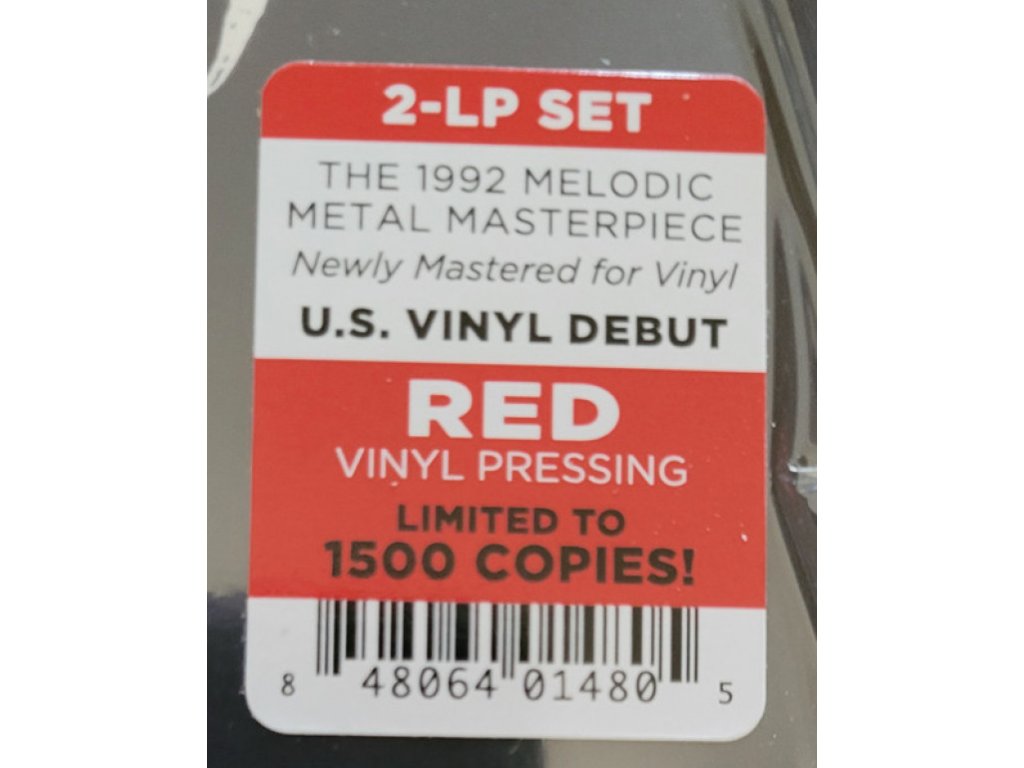 2-LP SET
THE 1992 MELODIC
METAL MASTERPIECE
Newly Mastered for Vinyl
U.S. VINYL DEBUT
RED
VINYL PRESSING
LIMITED TO
1500 COPIES!
8 48064 01480 5